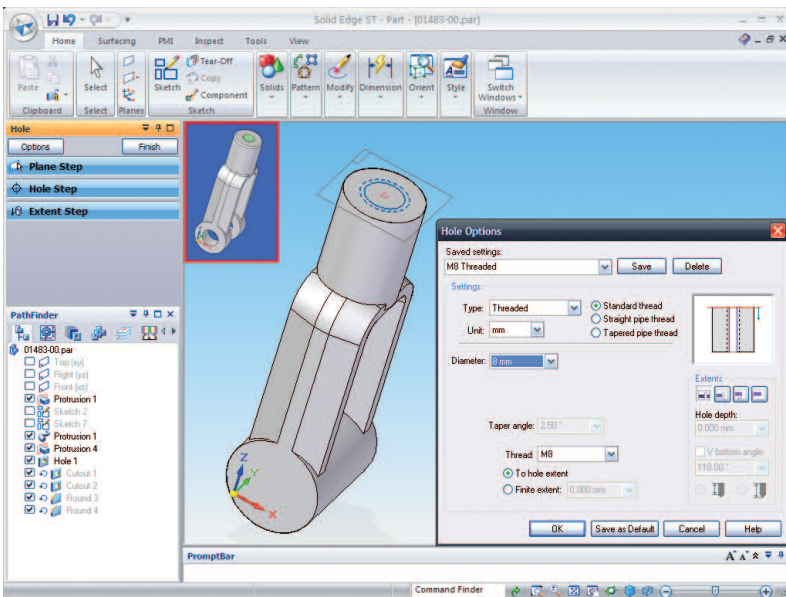 Solid Edge ST - Part - [01483-00.par]
Home Surfacing PMI Inspect Tools View
Paste
Clipboard
Select
Select
Planes
Sketch
Tear-Off
Copy
Component
Sketch
Solids
Pattern
Modify
Dimension
Orient
Style
Switch
Windows
Window
Hole
Options Finish
Plane Step
Hole Step
Extent Step
PathFinder
01483-00.par
Top (xy)
Right (yz)
Front (xz)
Protrusion 1
Sketch 2
Sketch 7
Protrusion 1
Protrusion 4
Hole 1
Cutout 1
Cutout 2
Round 3
Round 4
Z
Y
X
Hole Options
Saved settings:
M8 Threaded Save Delete
Settings
Type: Threaded
Unit: mm
Standard thread
Straight pipe thread
Tapered pipe thread
Diameter: 8 mm
Taper angle: 2.50 °
Thread: M8
To hole extent
Finite extent: 0.000 mm
Extents
Hole depth:
0.000 mm
V bottom angle:
118.00 °
OK Save as Default Cancel Help
PromptBar
A A
Command Finder